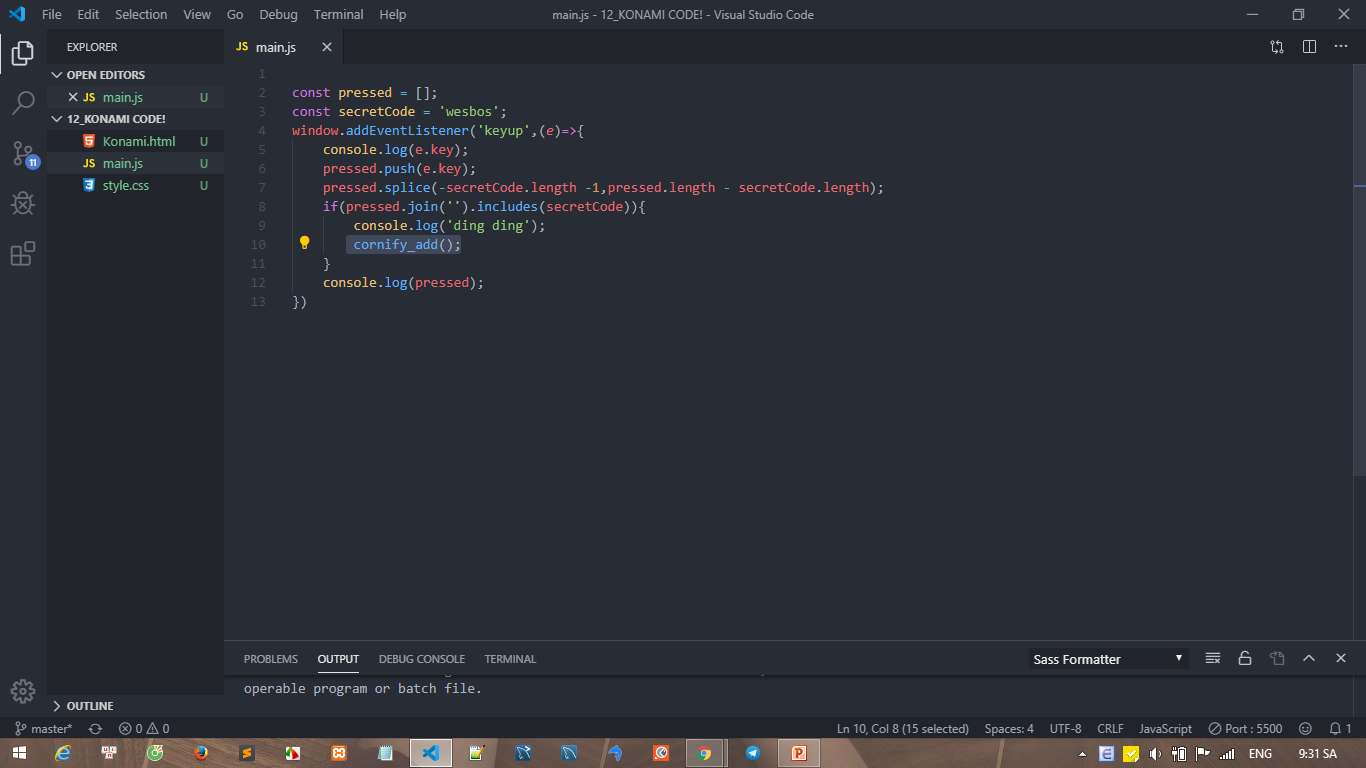 File Edit Selection View Go Debug Terminal Help
main.js - 12_KONAMI CODE! - Visual Studio Code
EXPLORER
OPEN EDITORS
JS main.js U
12_KONAMI CODE!
Konami.html U
JS main.js U
style.css U
OUTLINE
11
JS main.js
1
2 const pressed = [];
3 const secretCode = 'wesbos';
4 window.addEventListener('keyup',(e)=>{
5 console.log(e.key);
6 pressed.push(e.key);
7 pressed.splice(-secretCode.length -1,pressed.length - secretCode.length);
8 if(pressed.join('').includes(secretCode)){
9 console.log('ding ding');
10 cornify_add();
11 }
12 console.log(pressed);
13 })
PROBLEMS OUTPUT DEBUG CONSOLE TERMINAL
Sass Formatter
operable program or batch file.
master* 0 0
Ln 10, Col 8 (15 selected) Spaces: 4 UTF-8 CRLF JavaScript Port : 5500 1
ENG 9:31 SA